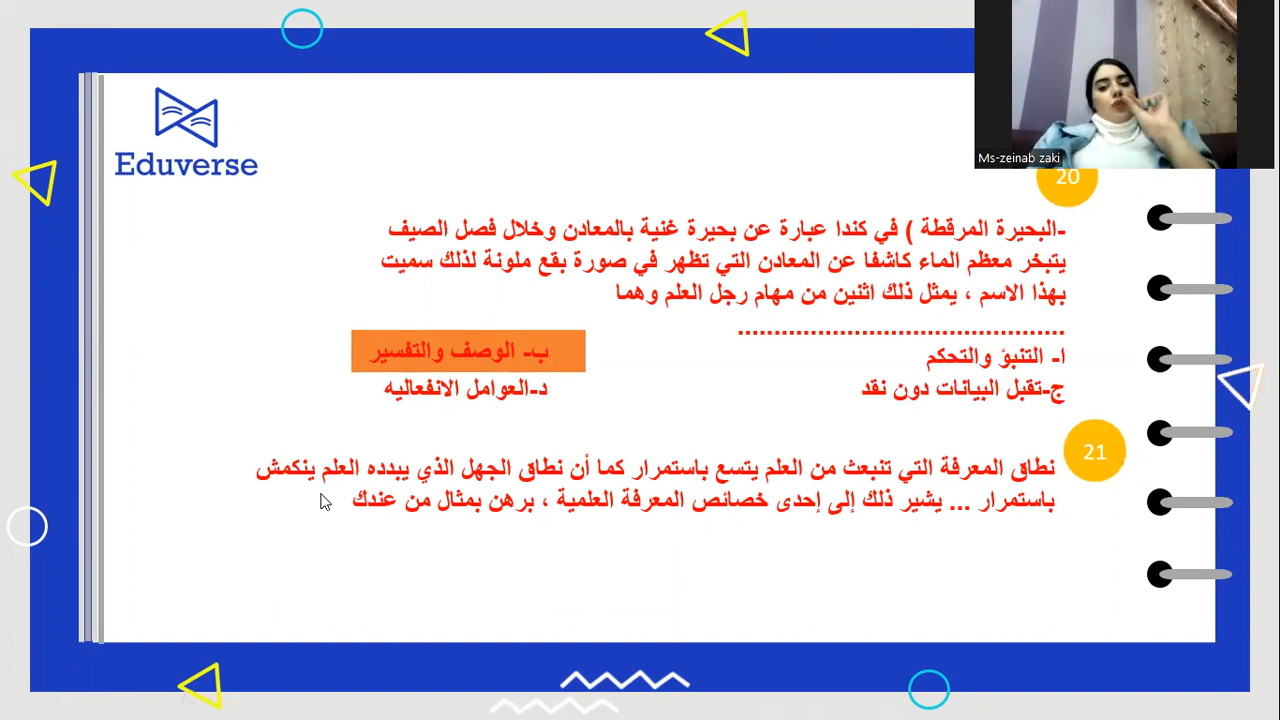 Ms-zeinab zaki
Eduverse
20
-البحيرة المرقطة ) في كندا عبارة عن بحيرة غنية بالمعادن وخلال فصل الصيف
يتبخر معظم الماء كاشفا عن المعادن التي تظهر في صورة بقع ملونة لذلك سميت
بهذا الاسم ، يمثل ذلك اثنين من مهام رجل العلم وهما
.............................................
ا- التنبؤ والتحكم
ب- الوصف والتفسير
ج-تقبل البيانات دون نقد
د-العوامل الانفعاليه
21
نطاق المعرفة التي تنبعث من العلم يتسع باستمرار كما أن نطاق الجهل الذي يبدده العلم ينكمش
باستمرار ... يشير ذلك إلى إحدى خصائص المعرفة العلمية ، برهن بمثال من عندك